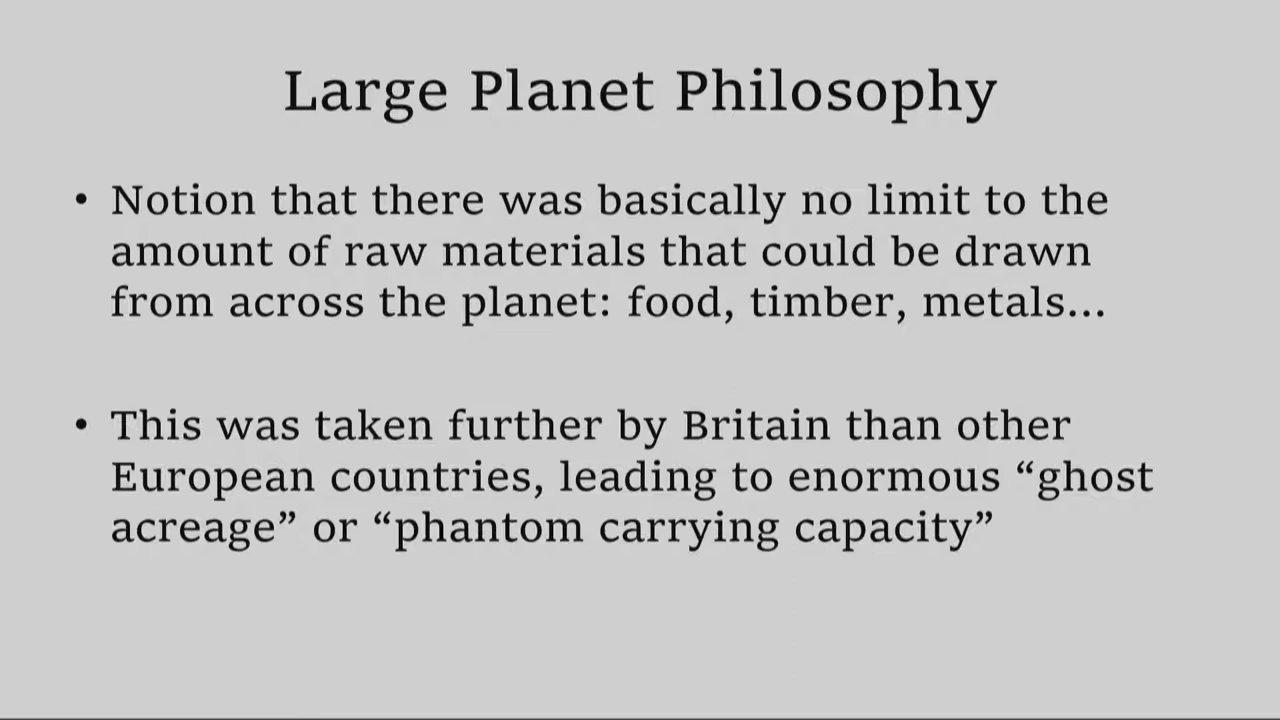 Large Planet Philosophy
• Notion that there was basically no limit to the
amount of raw materials that could be drawn
from across the planet: food, timber, metals...
• This was taken further by Britain than other
European countries, leading to enormous “ghost
acreage” or “phantom carrying capacity”